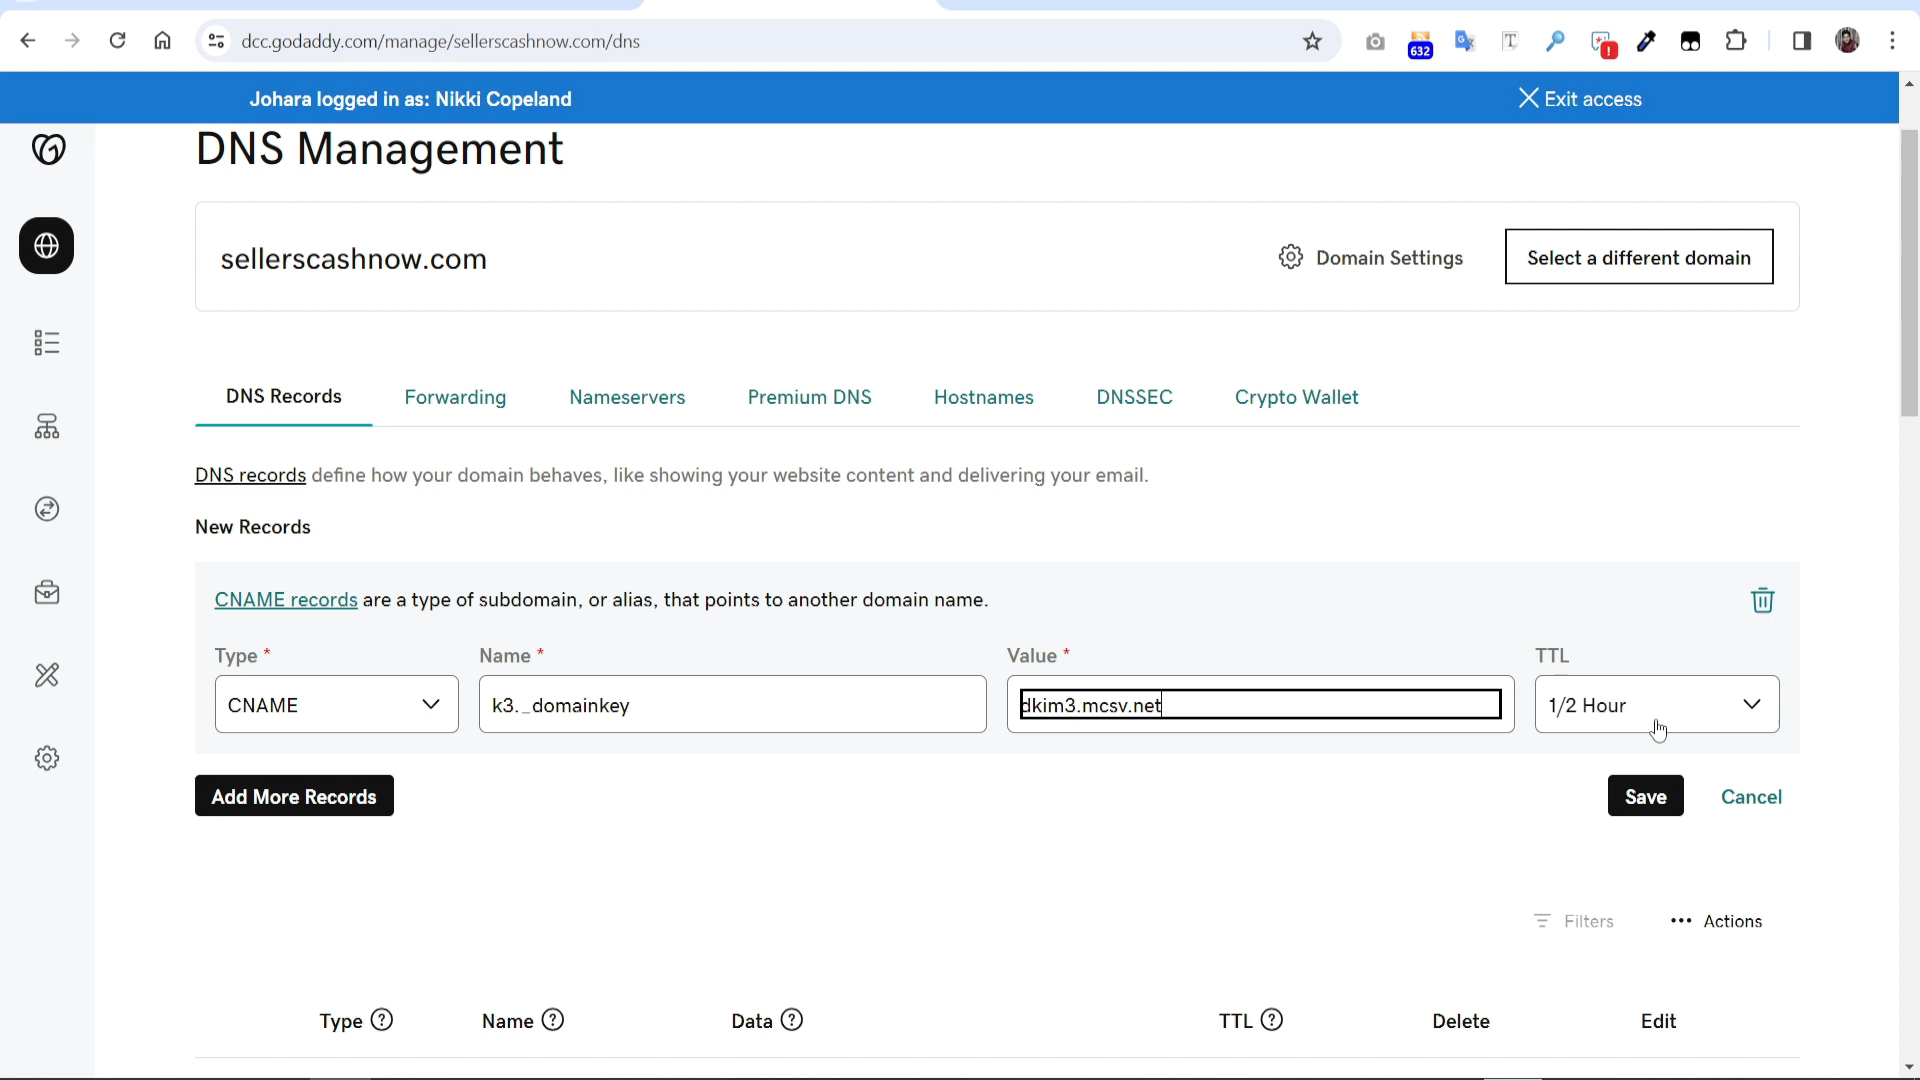 dcc.godaddy.com/manage/sellerscashnow.com/dns
632
Johara logged in as: Nikki Copeland
Exit access
DNS Management
sellerscashnow.com
Domain Settings
Select a different domain
DNS Records Forwarding Nameservers Premium DNS Hostnames DNSSEC Crypto Wallet
DNS records define how your domain behaves, like showing your website content and delivering your email.
New Records
CNAME records are a type of subdomain, or alias, that points to another domain name.
Type * Name * Value * TTL
CNAME k3._domainkey dkim3.mcsv.net 1/2 Hour
Add More Records Save Cancel
Filters ••• Actions
Type ? Name ? Data ? TTL ? Delete Edit